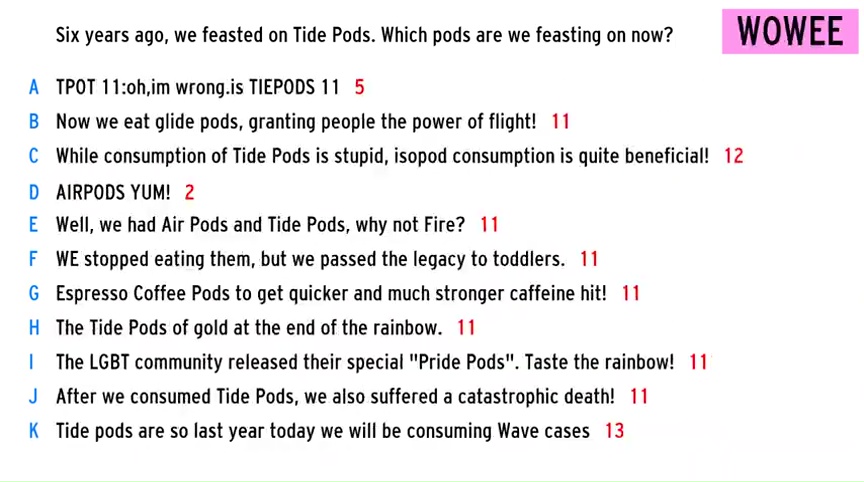 Six years ago, we feasted on Tide Pods. Which pods are we feasting on now?
WOWEE
A TPOT 11:oh,im wrong.is TIEPODS 11 5
B Now we eat glide pods, granting people the power of flight! 11
C While consumption of Tide Pods is stupid, isopod consumption is quite beneficial! 12
D AIRPODS YUM! 2
E Well, we had Air Pods and Tide Pods, why not Fire? 11
F WE stopped eating them, but we passed the legacy to toddlers. 11
G Espresso Coffee Pods to get quicker and much stronger caffeine hit! 11
H The Tide Pods of gold at the end of the rainbow. 11
I The LGBT community released their special "Pride Pods". Taste the rainbow! 11
J After we consumed Tide Pods, we also suffered a catastrophic death! 11
K Tide pods are so last year today we will be consuming Wave cases 13